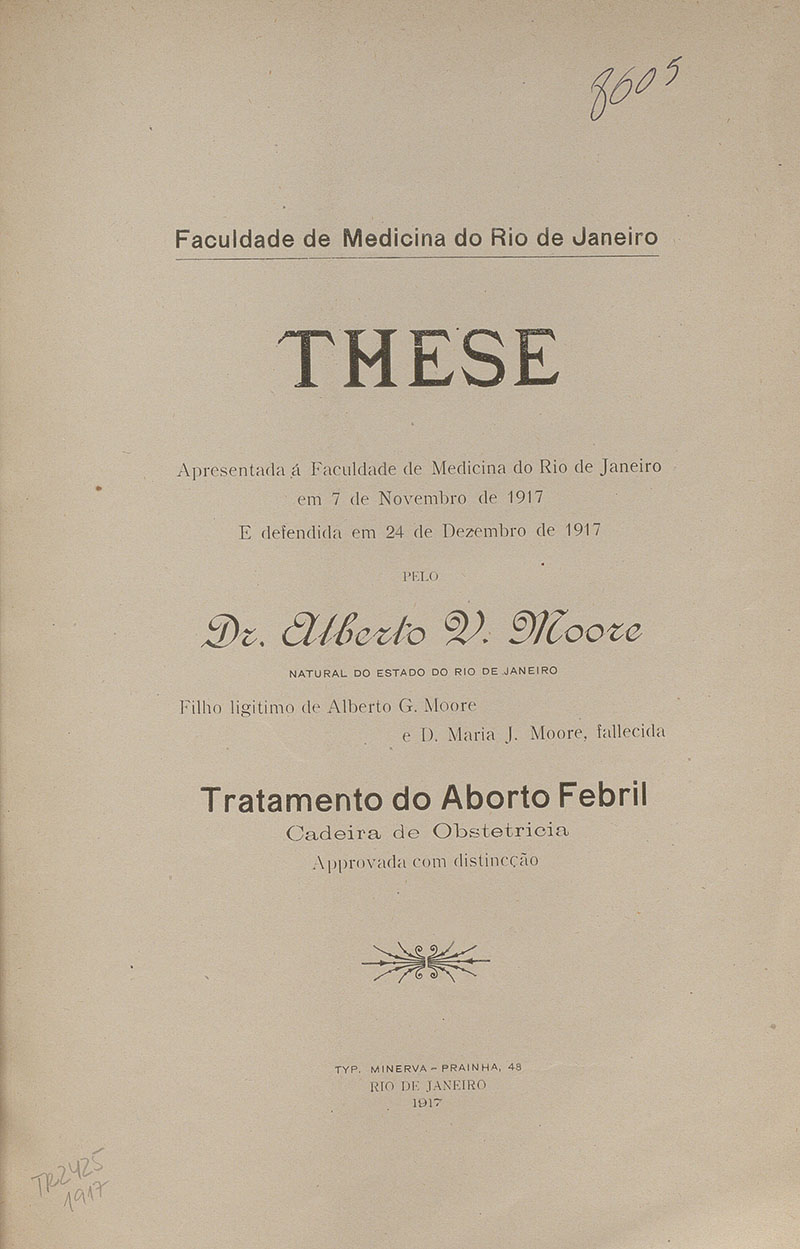 8605
Faculdade de Medicina do Rio de Janeiro
THESE
Apresentada á Faculdade de Medicina do Rio de Janeiro
em 7 de Novembro de 1917
E defendida em 24 de Dezembro de 1917
PELO
Dr. Alberto V. Moore
NATURAL DO ESTADO DO RIO DE JANEIRO
Filho ligitimo de Alberto G. Moore
e D. Maria J. Moore, fallecida
Tratamento do Aborto Febril
Cadeira de Obstetricia
Approvada com distincção
TYP. MINERVA – PRAINHA, 48
RIO DE JANEIRO
1917
TR2425
1917